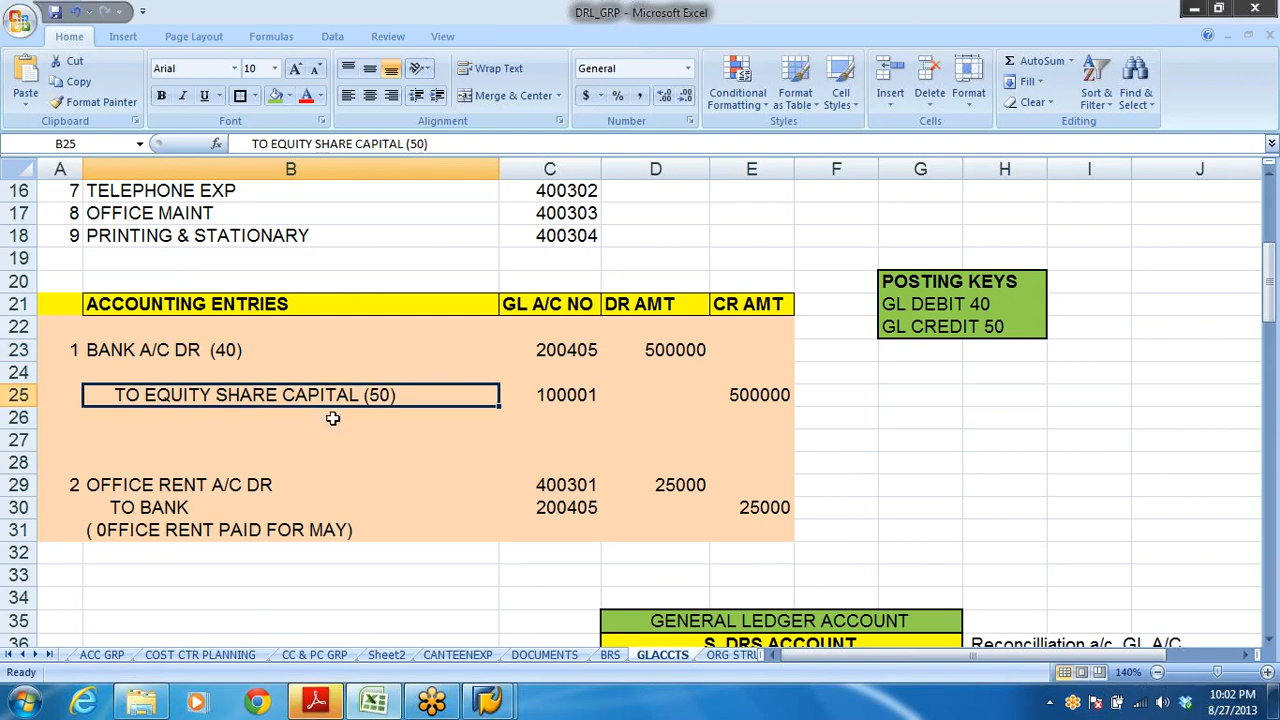 DRL_GRP - Microsoft Excel
Home Insert Page Layout Formulas Data Review View
Cut
Copy
Format Painter
Paste
Clipboard
Arial 10
B I U
Font
Wrap Text
Merge & Center
Alignment
General
$ % ,
Number
Conditional Formatting
Format as Table
Cell Styles
Styles
Insert Delete Format
Cells
AutoSum
Fill
Clear
Sort & Filter
Find & Select
Editing
B25 fx TO EQUITY SHARE CAPITAL (50)
A B C D E F G H I J
16 7 TELEPHONE EXP 400302
17 8 OFFICE MAINT 400303
18 9 PRINTING & STATIONARY 400304
19
20 POSTING KEYS
21 ACCOUNTING ENTRIES GL A/C NO DR AMT CR AMT GL DEBIT 40
22 GL CREDIT 50
23 1 BANK A/C DR (40) 200405 500000
24
25 TO EQUITY SHARE CAPITAL (50) 100001 500000
26
27
28
29 2 OFFICE RENT A/C DR 400301 25000
30 TO BANK 200405 25000
31 ( 0FFICE RENT PAID FOR MAY)
32
33
34
35 GENERAL LEDGER ACCOUNT
36 S. DRS ACCOUNT Reconcilliation a/c GL A/C
ACC GRP COST CTR PLANNING CC & PC GRP Sheet2 CANTEENEXP DOCUMENTS BRS GLACCTS ORG STRU
Ready 140%
10:02 PM
8/27/2013